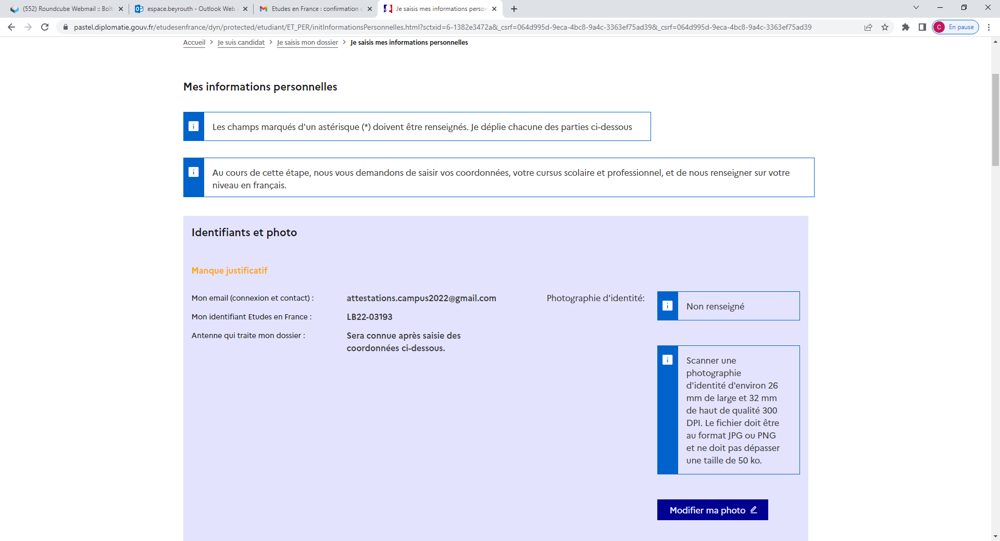 (552) Roundcube Webmail :: Boît
espace.beyrouth - Outlook Web
Etudes en France : confirmation
Je saisis mes informations person
pastel.diplomatie.gouv.fr/etudesenfrance/dyn/protected/etudiant/ET_PER/initInformationsPersonnelles.html?sctxid=6-1382e3472a&_csrf=064d995d-9eca-4bc8-9a4c-3363ef75ad39&_csrf=064d995d-9eca-4bc8-9a4c-3363ef75ad39
C En pause
Accueil > Je suis candidat > Je saisis mon dossier > Je saisis mes informations personnelles
Mes informations personnelles
Les champs marqués d'un astérisque (*) doivent être renseignés. Je déplie chacune des parties ci-dessous
Au cours de cette étape, nous vous demandons de saisir vos coordonnées, votre cursus scolaire et professionnel, et de nous renseigner sur votre
niveau en français.
Identifiants et photo
Manque justificatif
Mon email (connexion et contact) : attestations.campus2022@gmail.com
Mon identifiant Etudes en France : LB22-03193
Antenne qui traite mon dossier : Sera connue après saisie des
coordonnées ci-dessous.
Photographie d'identité:
Non renseigné
Scanner une
photographie
d'identité d'environ 26
mm de large et 32 mm
de haut de qualité 300
DPI. Le fichier doit être
au format JPG ou PNG
et ne doit pas dépasser
une taille de 50 ko.
Modifier ma photo